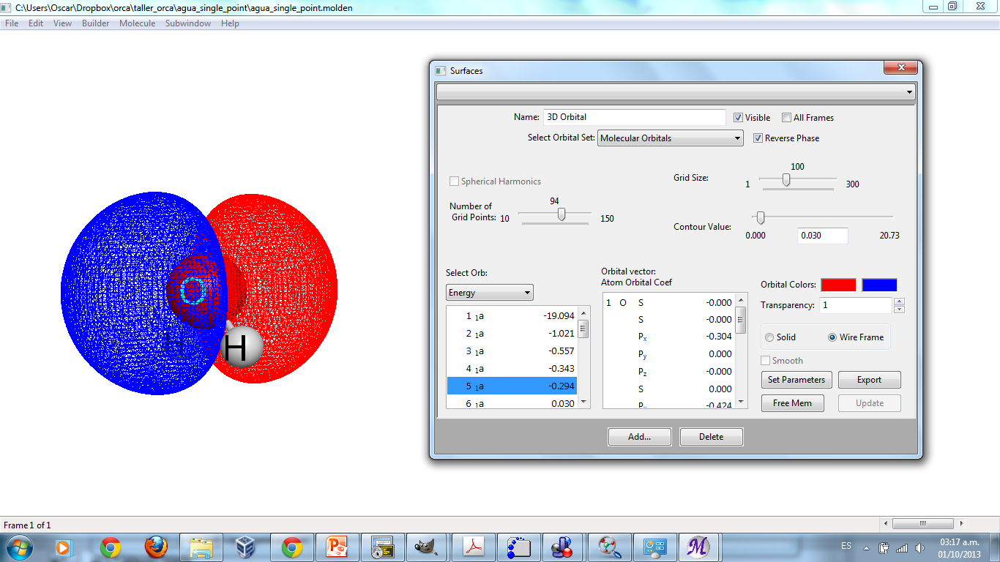 C:\Users\Oscar\Dropbox\orca\taller_orca\agua_single_point\agua_single_point.molden
File Edit View Builder Molecule Subwindow Help
Surfaces
Name: 3D Orbital Visible All Frames
Select Orbital Set: Molecular Orbitals Reverse Phase
Spherical Harmonics
Number of
Grid Points: 10 94 150
Grid Size: 1 100 300
Contour Value: 0.000 0.030 20.73
Select Orb:
Energy
1 1a -19.094
2 1a -1.021
3 1a -0.557
4 1a -0.343
5 1a -0.294
6 1a 0.030
Orbital vector:
Atom Orbital Coef
1 O S -0.000
S -0.000
Px -0.304
Py 0.000
Pz -0.000
S 0.000
-0.424
Orbital Colors:
Transparency: 1
Solid Wire Frame
Smooth
Set Parameters Export
Free Mem Update
Add... Delete
O
H
H
Frame 1 of 1
ES 03:17 a.m.
01/10/2013